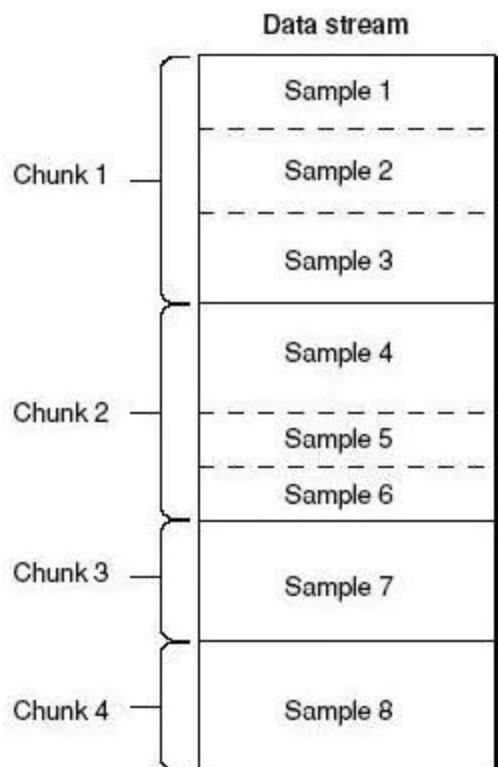 Data stream
Sample 1
Chunk 1
Sample 2
Sample 3
Sample 4
Chunk 2
Sample 5
Sample 6
Chunk 3
Sample 7
Chunk 4
Sample 8